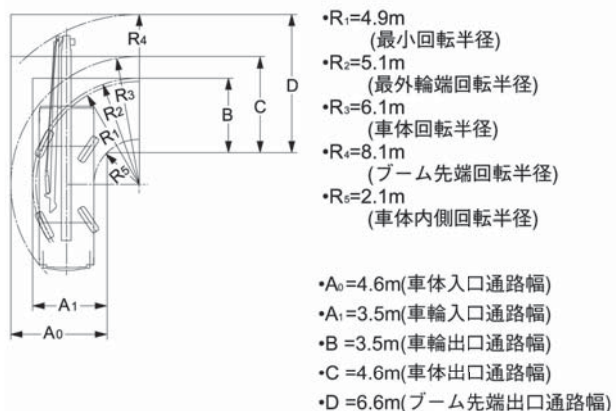 R4
R3
R2
R1
R5
B
C
D
A1
A0
•R1=4.9m
(最小回転半径)
•R2=5.1m
(最外輪端回転半径)
•R3=6.1m
(車体回転半径)
•R4=8.1m
(ブーム先端回転半径)
•R5=2.1m
(車体内側回転半径)
•A0=4.6m(車体入口通路幅)
•A1=3.5m(車輪入口通路幅)
•B =3.5m(車輪出口通路幅)
•C =4.6m(車体出口通路幅)
•D =6.6m(ブーム先端出口通路幅)